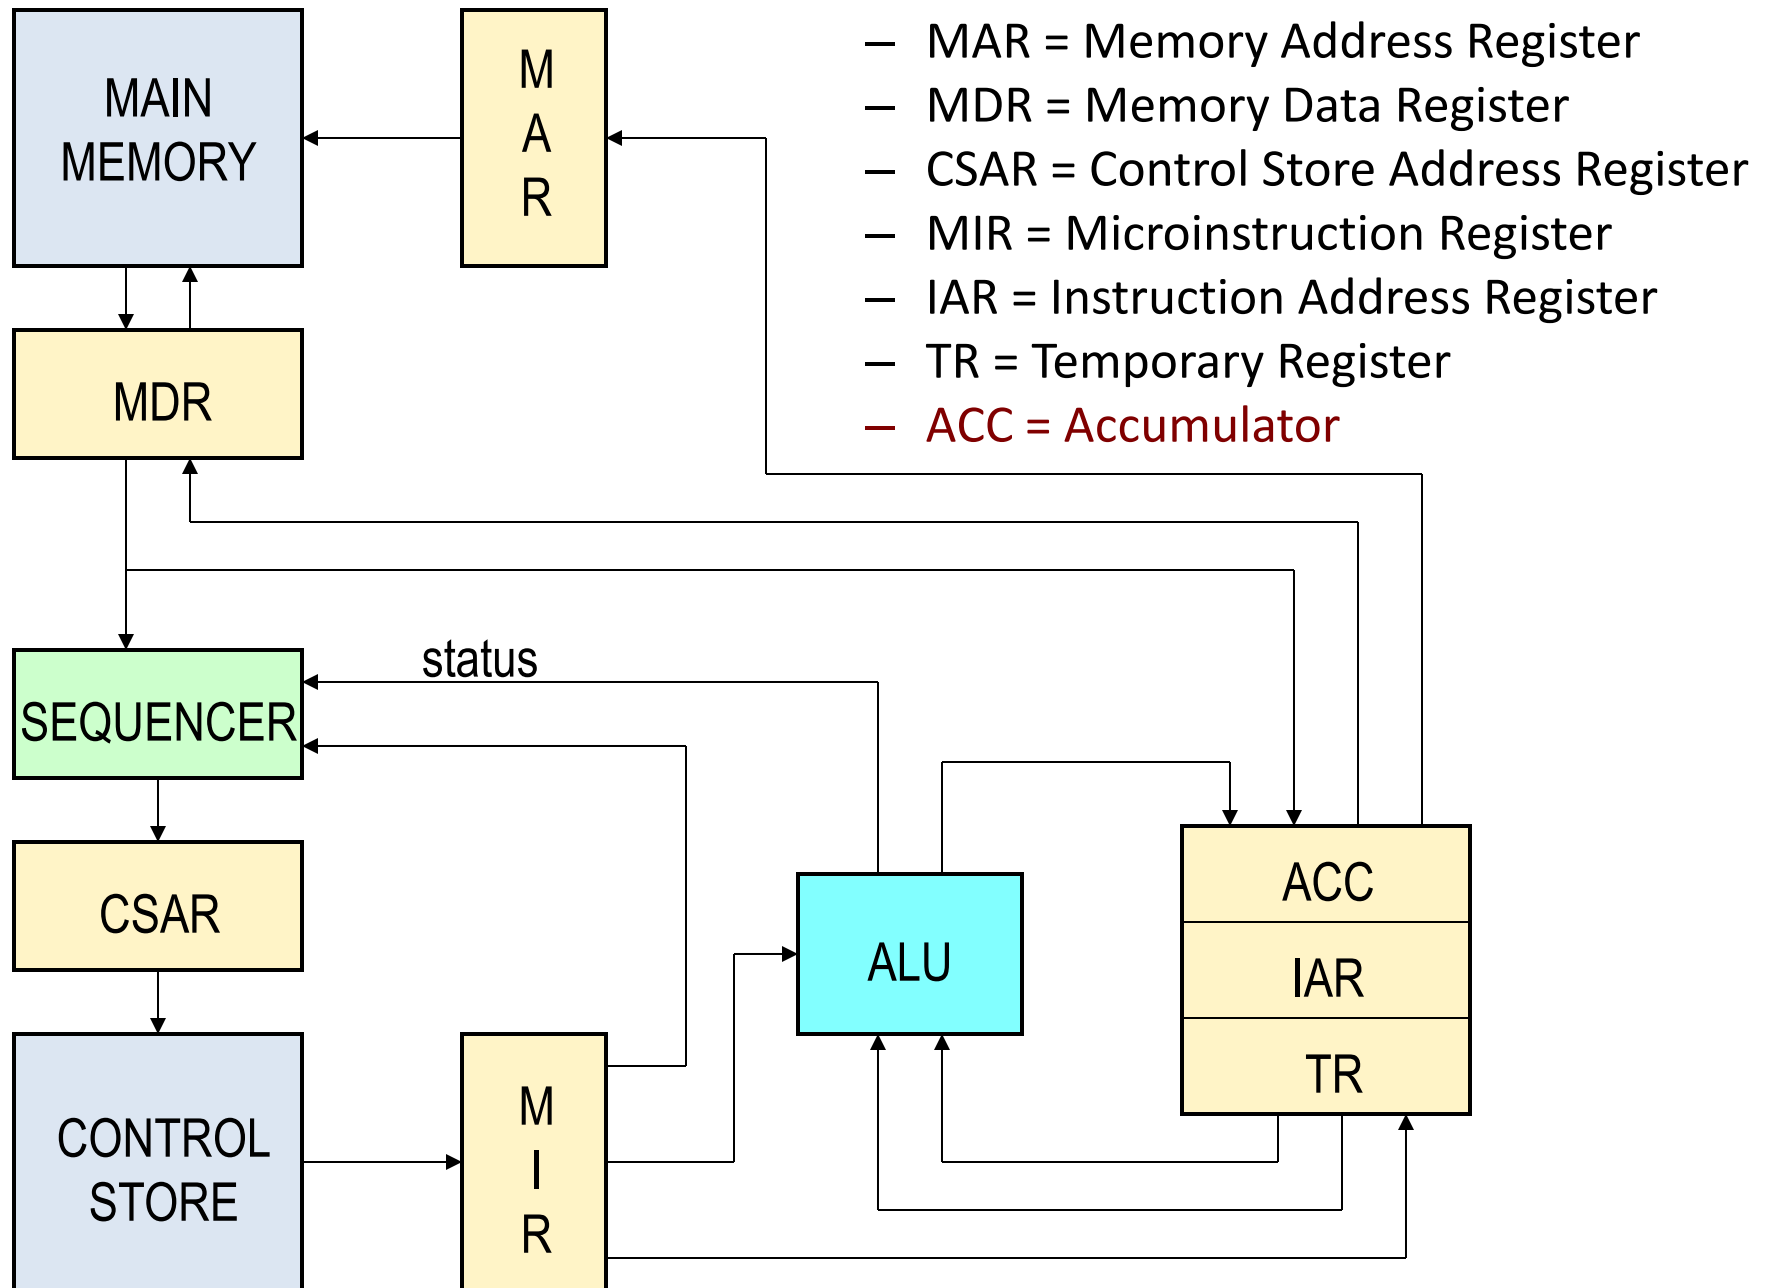 MAIN
MEMORY
M
A
R
– MAR = Memory Address Register
– MDR = Memory Data Register
– CSAR = Control Store Address Register
– MIR = Microinstruction Register
– IAR = Instruction Address Register
– TR = Temporary Register
– ACC = Accumulator
MDR
status
SEQUENCER
CSAR
ALU
ACC
IAR
TR
CONTROL
STORE
M
I
R